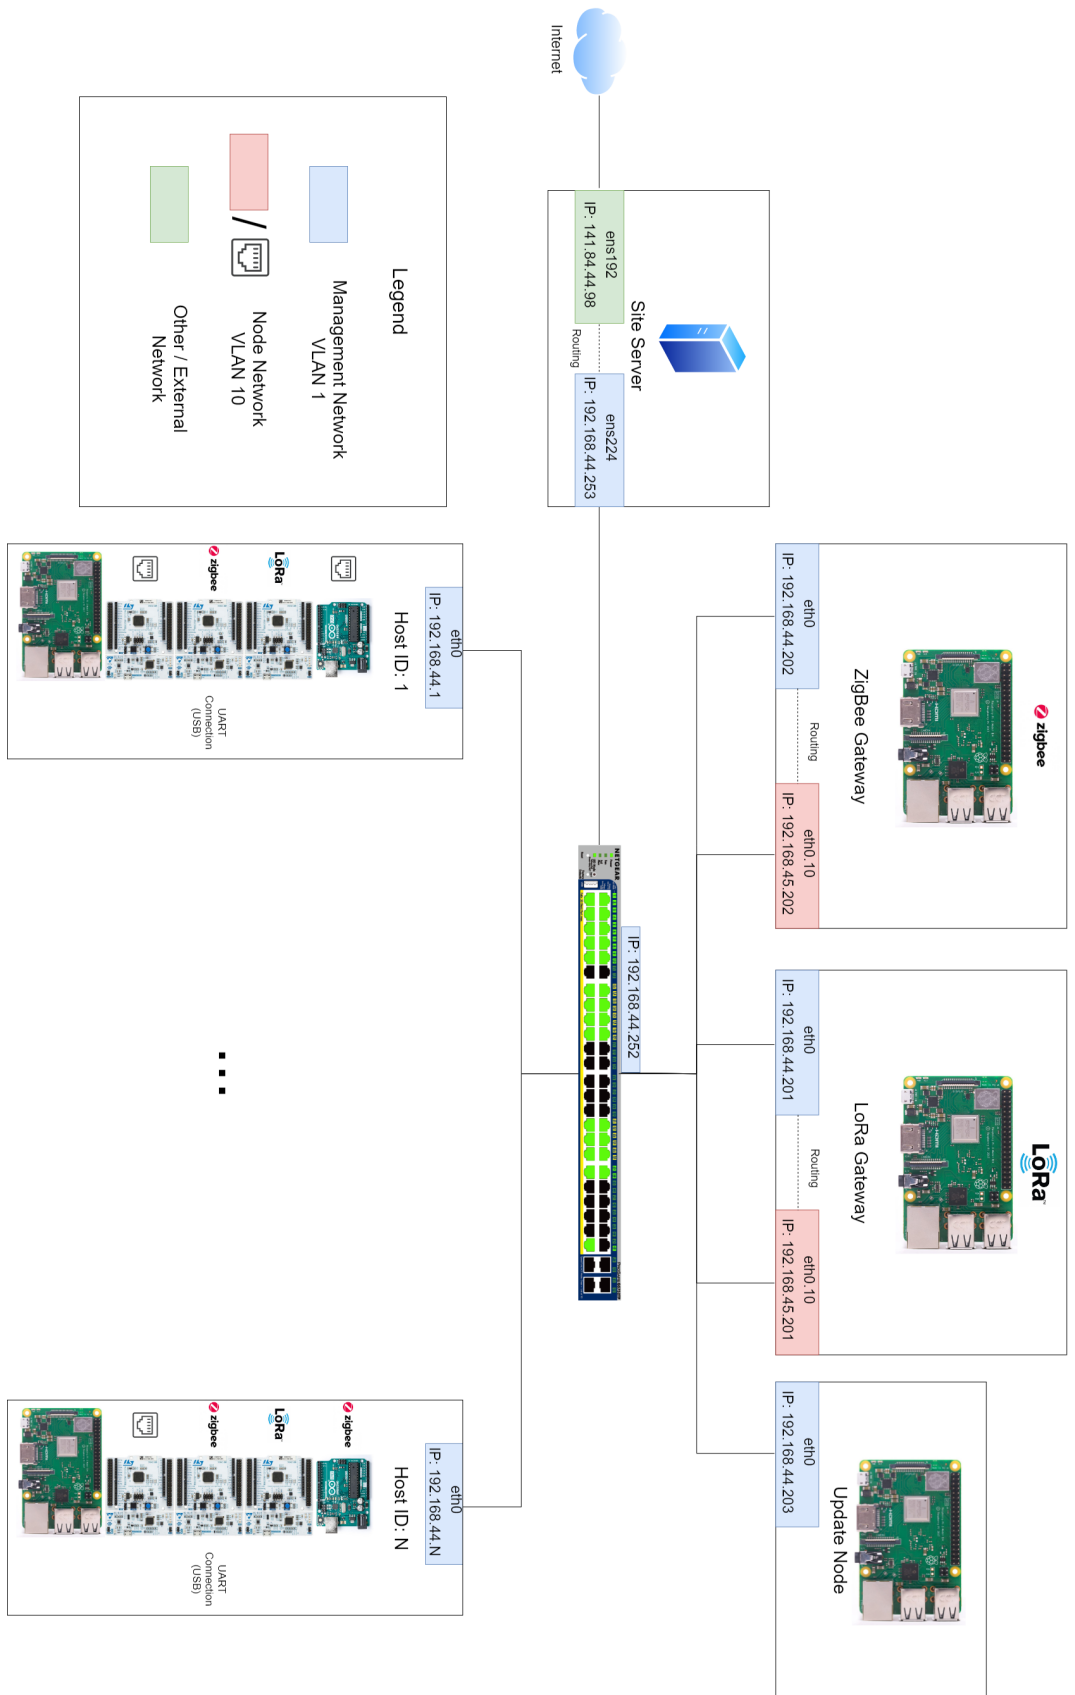 Internet
Site Server
ens192
IP: 141.84.44.98
Routing
ens224
IP: 192.168.44.253
Legend
Management Network
VLAN 1
/
Node Network
VLAN 10
Other / External
Network
zigbee
ZigBee Gateway
eth0
IP: 192.168.44.202
Routing
eth0.10
IP: 192.168.45.202
LoRa
LoRa Gateway
eth0
IP: 192.168.44.201
Routing
eth0.10
IP: 192.168.45.201
Update Node
eth0
IP: 192.168.44.203
IP: 192.168.44.252
NETGEAR
eth0
IP: 192.168.44.1
Host ID: 1
LoRa
zigbee
UART
Connection
(USB)
...
eth0
IP: 192.168.44.N
Host ID: N
zigbee
LoRa
zigbee
UART
Connection
(USB)